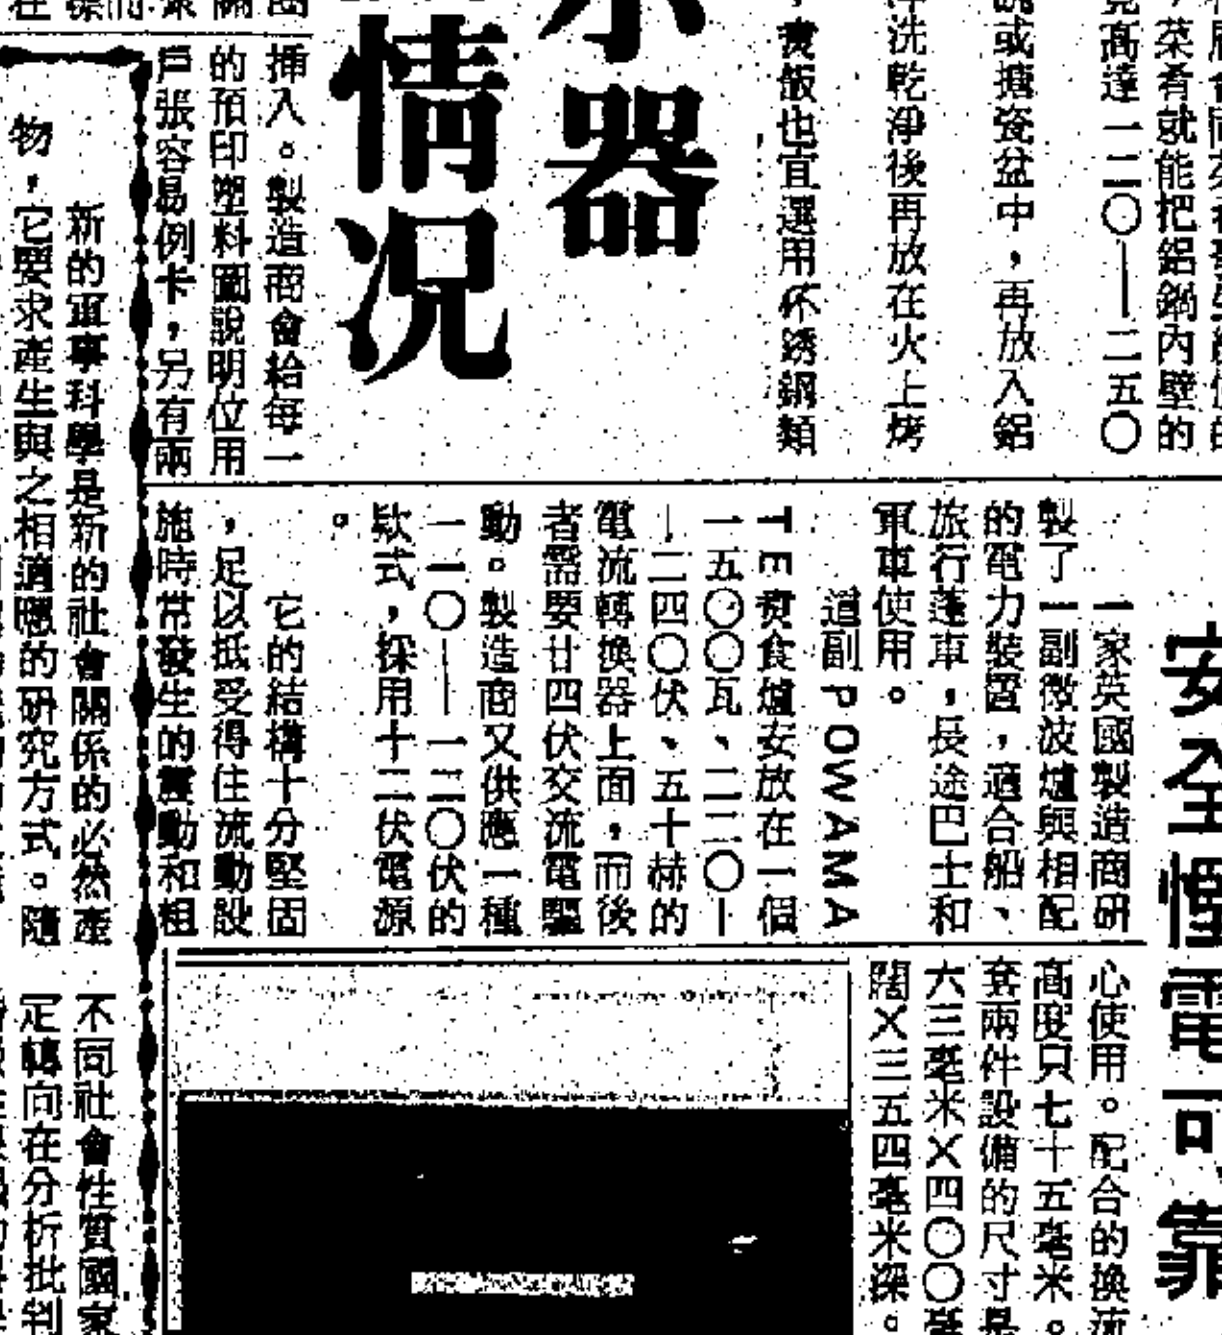 菜肴就能把鋁鍋內壁的
高達一二〇——二五〇
或搪瓷盆中，再放入鋁
洗乾淨後再放在火上烤
，煑飯也宜選用不銹鋼類
器
情况
插入。製造商會給每一
的預印塑料圖說明位用
戶張容易例卡，另有兩
安全性電可靠
一家英國製造商研
製了一副微波爐與相配
的電力裝置，適合船、
旅行蓬車，長途巴士和
軍車使用。
這副POWAMA
TE煑食爐安放在一個
一五〇〇瓦、二二〇—
—二四〇伏、五十赫的
電流轉換器上面，而後
者需要廿四伏交流電驅
動。製造商又供應一種
一一〇——一二〇伏的
欵式，採用十二伏電源
。
它的結構十分堅固
，足以抵受得住流動設
施時常發生的震動和粗
心使用。配合的換流
高度只七十五毫米。
套兩件設備的尺寸是
六三毫米X四〇〇毫
闊X三五四毫米深。
新的軍事科學是新的社會關係的必然產
物，它要求產生與之相適應的研究方式。隨
不同社會性質國家
定轉向在分析批判